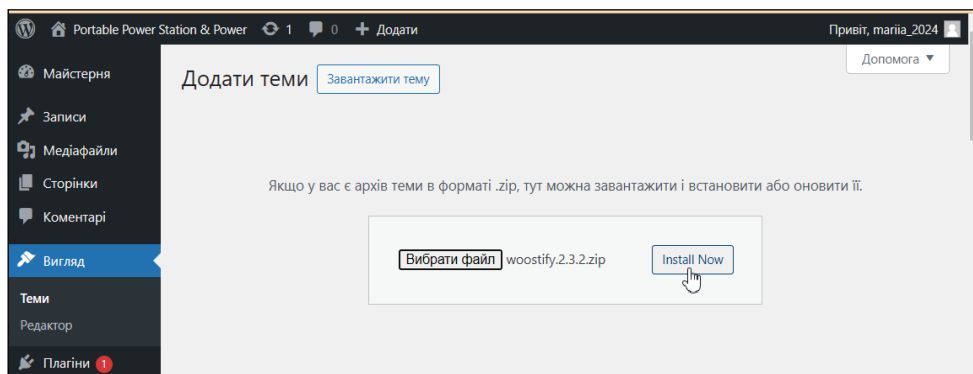 Portable Power Station & Power 1 0 Додати Привіт, mariia_2024
Допомога ▼
Майстерня
Записи
Медіафайли
Сторінки
Коментарі
Вигляд
Теми
Редактор
Плагіни 1
Додати теми Завантажити тему
Якщо у вас є архів теми в форматі .zip, тут можна завантажити і встановити або оновити її.
Вибрати файл woostify.2.3.2.zip Install Now